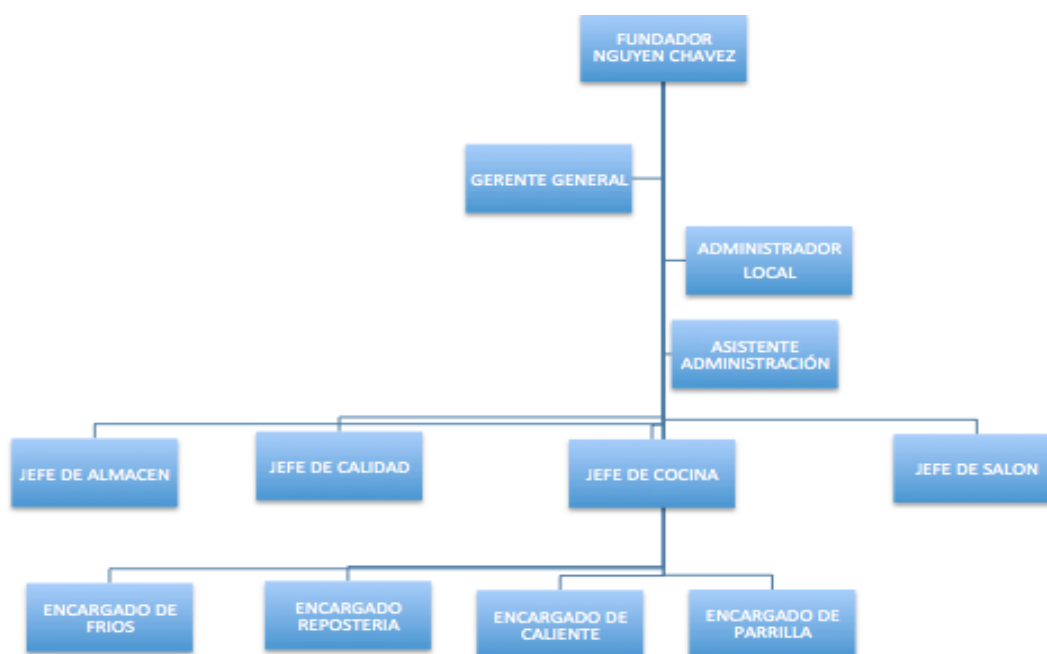 FUNDADOR
NGUYEN CHAVEZ
GERENTE GENERAL
ADMINISTRADOR
LOCAL
ASISTENTE
ADMINISTRACIÓN
JEFE DE ALMACEN
JEFE DE CALIDAD
JEFE DE COCINA
JEFE DE SALON
ENCARGADO DE
FRIOS
ENCARGADO
REPOSTERIA
ENCARGADO DE
CALIENTE
ENCARGADO DE
PARRILLA